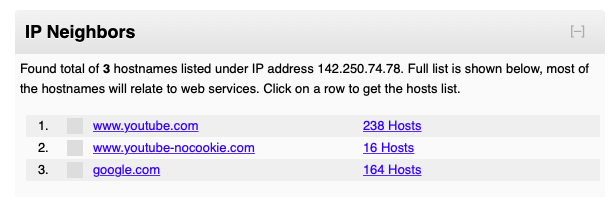 IP Neighbors [--]
Found total of 3 hostnames listed under IP address 142.250.74.78. Full list is shown below, most of
the hostnames will relate to web services. Click on a row to get the hosts list.
1. www.youtube.com 238 Hosts
2. www.youtube-nocookie.com 16 Hosts
3. google.com 164 Hosts